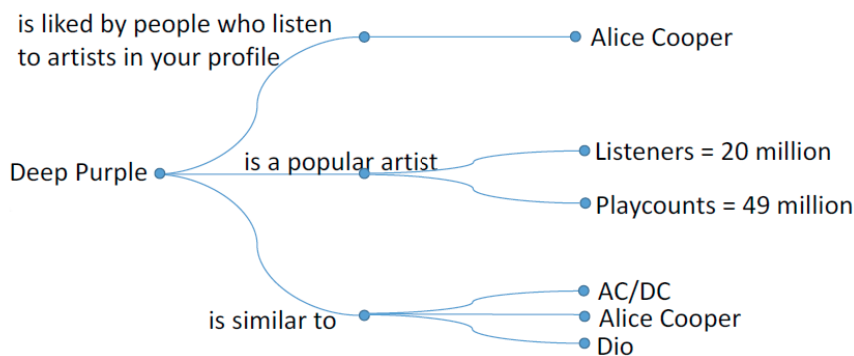 is liked by people who listen
to artists in your profile
Alice Cooper
Deep Purple
is a popular artist
Listeners = 20 million
Playcounts = 49 million
is similar to
AC/DC
Alice Cooper
Dio